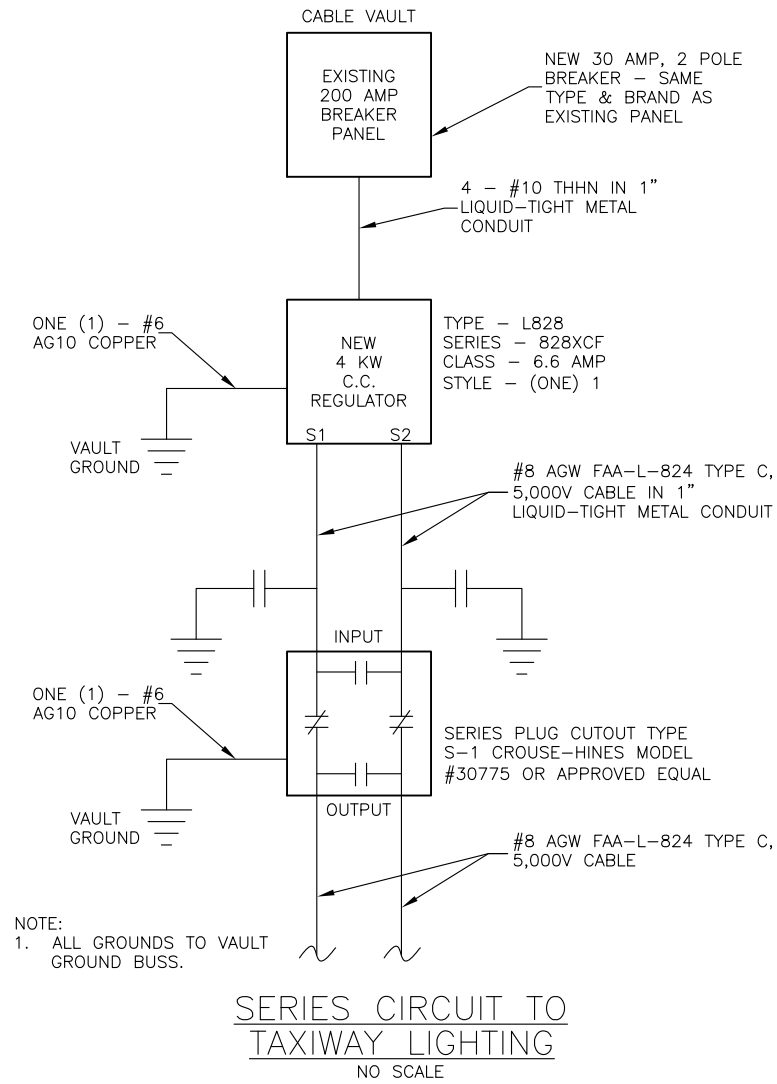 CABLE VAULT
EXISTING
200 AMP
BREAKER
PANEL
NEW 30 AMP, 2 POLE
BREAKER – SAME
TYPE & BRAND AS
EXISTING PANEL
4 – #10 THHN IN 1”
LIQUID–TIGHT METAL
CONDUIT
ONE (1) – #6
AG10 COPPER
NEW
4 KW
C.C.
REGULATOR
S1 S2
TYPE – L828
SERIES – 828XCF
CLASS – 6.6 AMP
STYLE – (ONE) 1
VAULT
GROUND
#8 AGW FAA–L–824 TYPE C,
5,000V CABLE IN 1”
LIQUID–TIGHT METAL CONDUIT
INPUT
ONE (1) – #6
AG10 COPPER
SERIES PLUG CUTOUT TYPE
S–1 CROUSE–HINES MODEL
#30775 OR APPROVED EQUAL
OUTPUT
VAULT
GROUND
#8 AGW FAA–L–824 TYPE C,
5,000V CABLE
NOTE:
1. ALL GROUNDS TO VAULT
GROUND BUSS.
SERIES CIRCUIT TO
TAXIWAY LIGHTING
NO SCALE